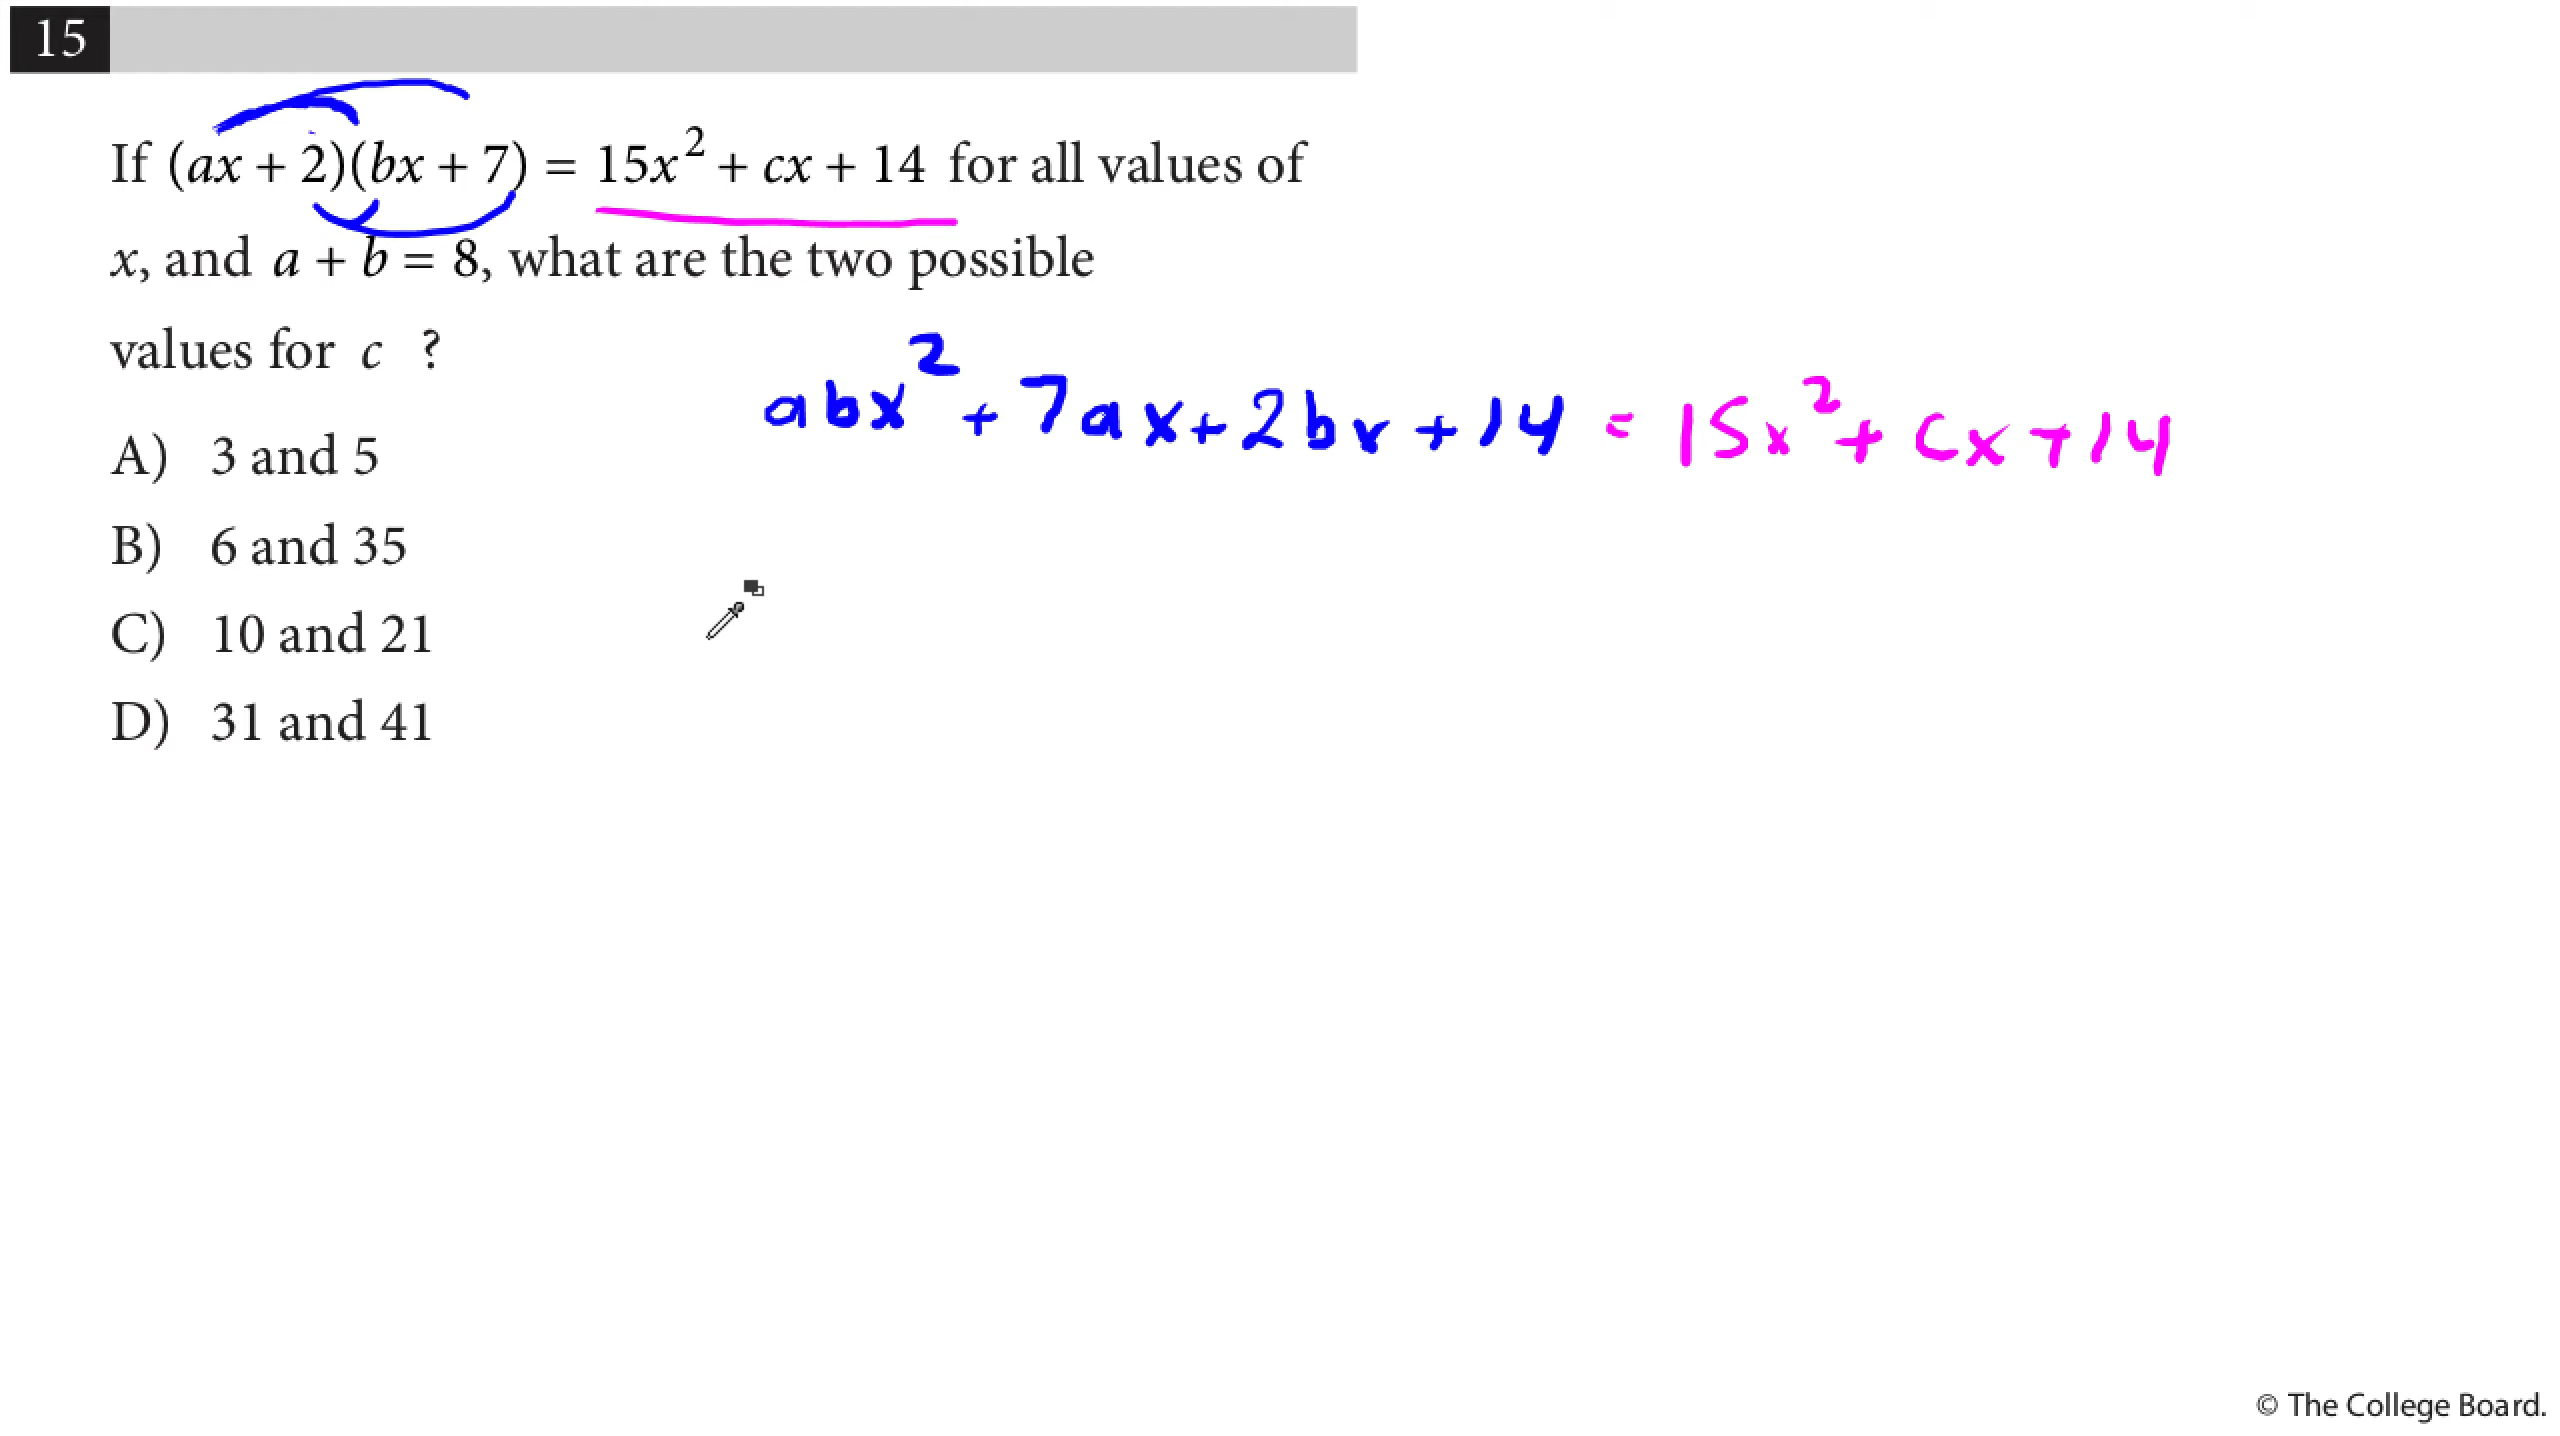 15
If (ax + 2)(bx + 7) = 15x² + cx + 14 for all values of
x, and a + b = 8, what are the two possible
values for c ?
abx² + 7ax + 2bx + 14 = 15x² + cx + 14
A) 3 and 5
B) 6 and 35
C) 10 and 21
D) 31 and 41
© The College Board.